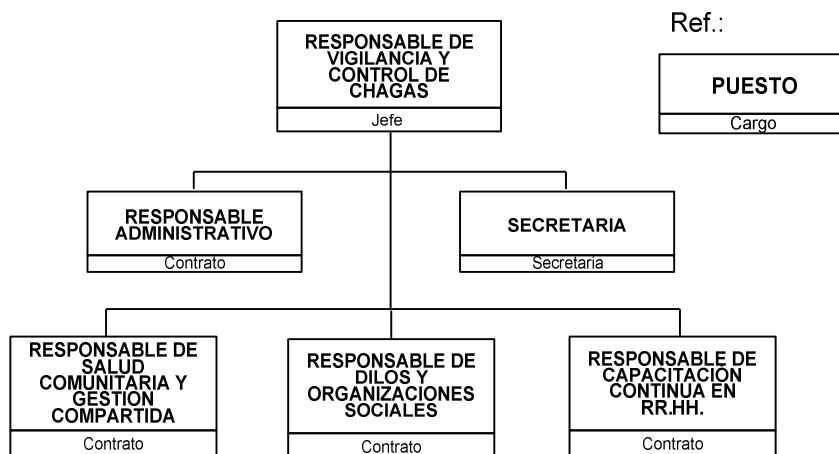 Ref.:
RESPONSABLE DE
VIGILANCIA Y
CONTROL DE
CHAGAS
Jefe
PUESTO
Cargo
RESPONSABLE
ADMINISTRATIVO
Contrato
SECRETARIA
Secretaria
RESPONSABLE DE
SALUD
COMUNITARIA Y
GESTION
COMPARTIDA
Contrato
RESPONSABLE DE
DILOS Y
ORGANIZACIONES
SOCIALES
Contrato
RESPONSABLE DE
CAPACITACIÓN
CONTINUA EN
RR.HH.
Contrato